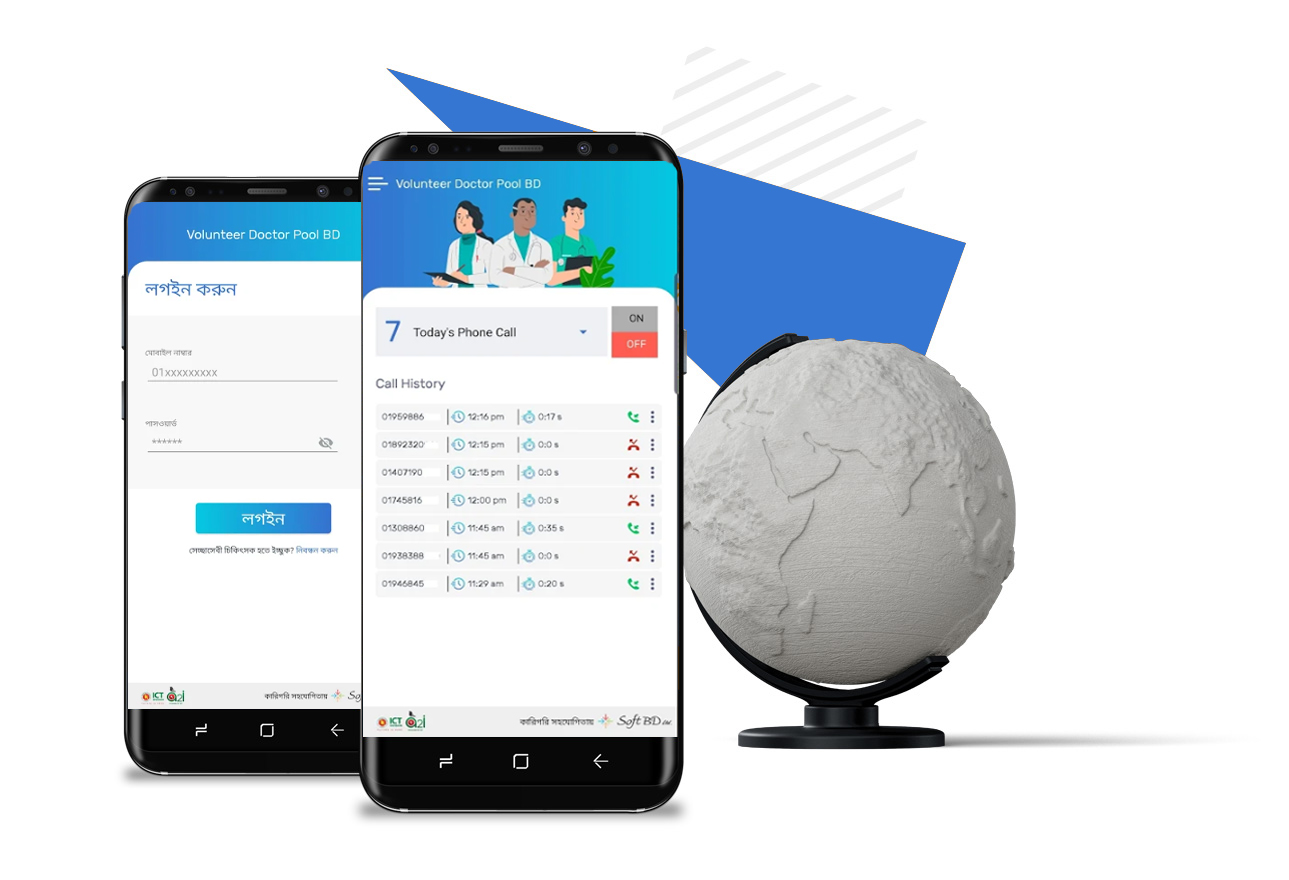 Volunteer Doctor Pool BD
লগইন করুন
মোবাইল নাম্বার
01xxxxxxxxx
পাসওয়ার্ড
******
লগইন
সেচ্ছাসেবী চিকিৎসক হতে ইচ্ছুক? নিবন্ধন করুন
ICT a2i
কারিগরি সহযোগিতায়
Volunteer Doctor Pool BD
7 Today's Phone Call
ON
OFF
Call History
01959886 12:16 pm 0:17 s
01892320 12:15 pm 0:0 s
01407190 12:15 pm 0:0 s
01745816 12:00 pm 0:0 s
01308860 11:45 am 0:35 s
01938388 11:45 am 0:0 s
01946845 11:29 am 0:20 s
ICT a2i
কারিগরি সহযোগিতায় Soft BD Ltd.